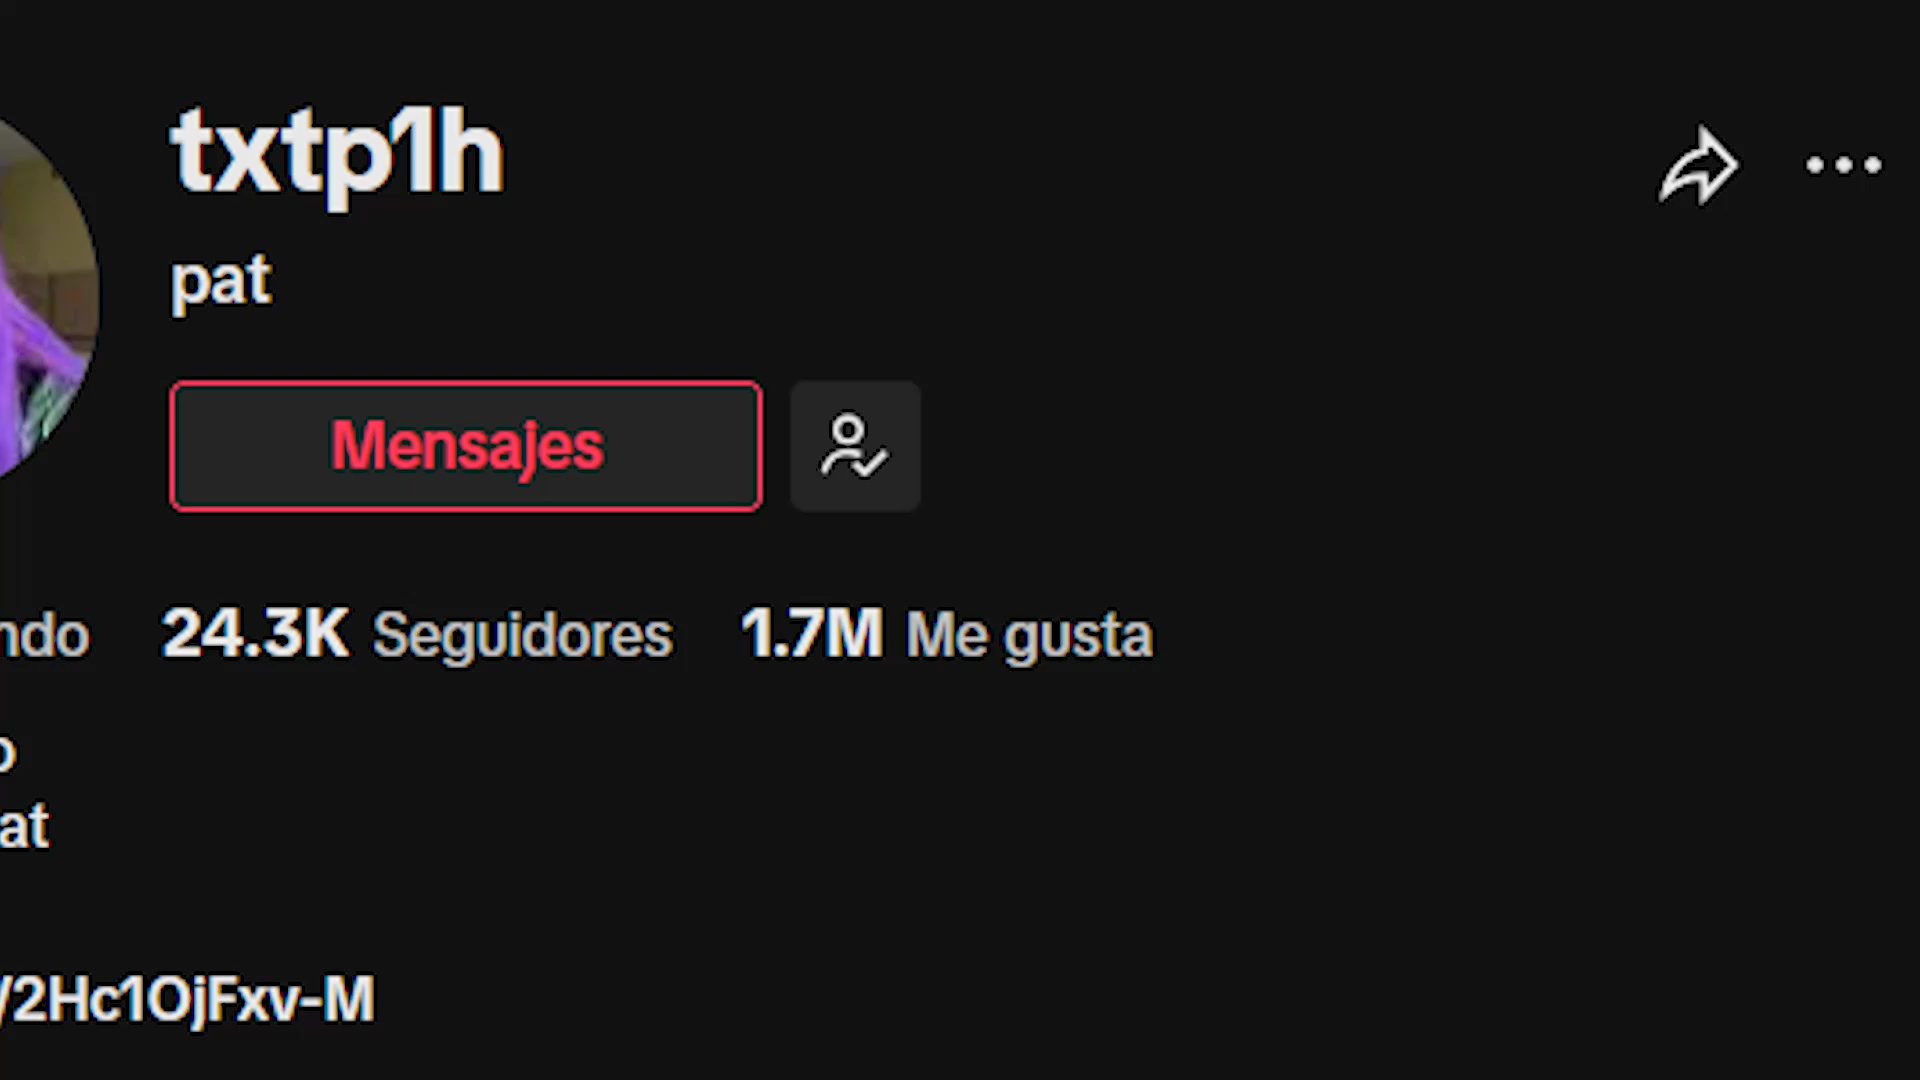 txtp1h
pat
Mensajes
ndo 24.3K Seguidores 1.7M Me gusta
o
at
/2Hc1OjFxv-M